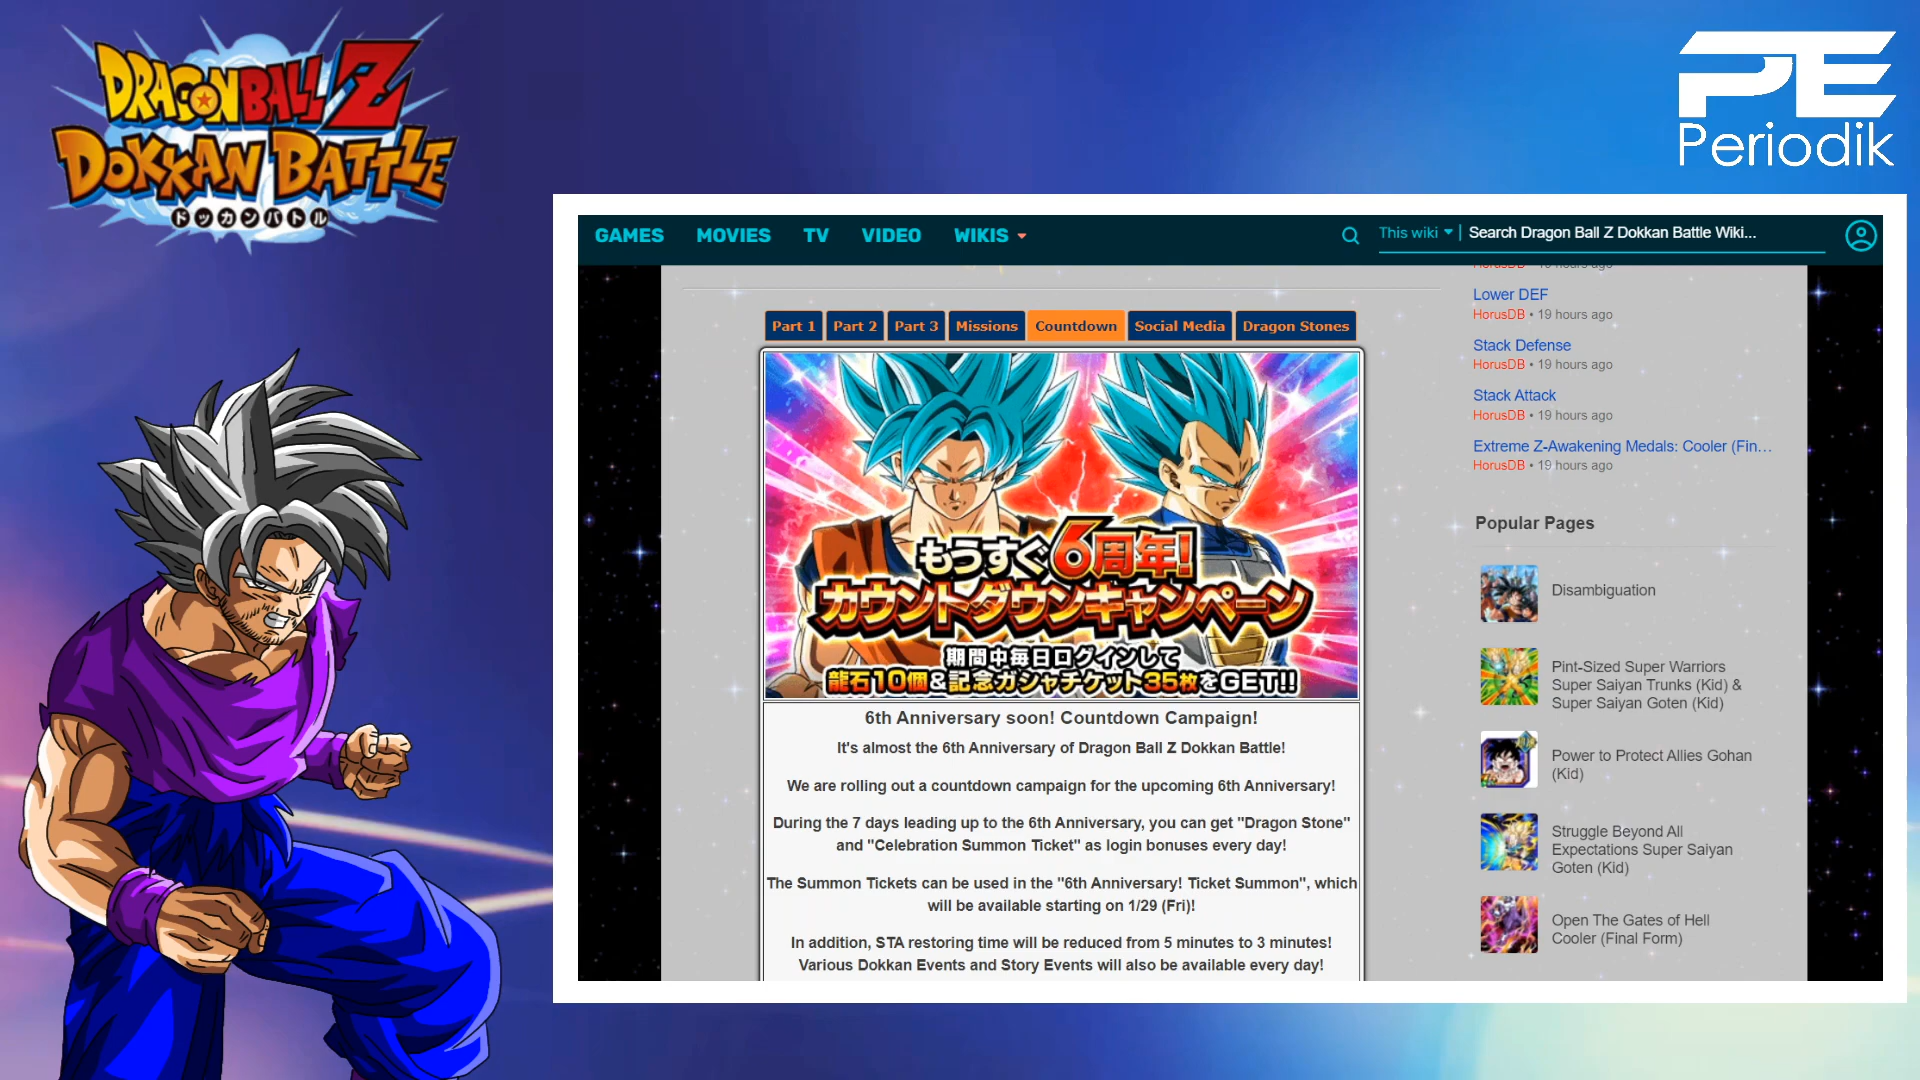 DRAGONBALL Z
DOKKAN BATTLE
ドッカンバトル
PE
Periodik
GAMES MOVIES TV VIDEO WIKIS
This wiki | Search Dragon Ball Z Dokkan Battle Wiki...
HorusDB • 19 hours ago
Lower DEF
HorusDB • 19 hours ago
Stack Defense
HorusDB • 19 hours ago
Stack Attack
HorusDB • 19 hours ago
Extreme Z-Awakening Medals: Cooler (Fin…
HorusDB • 19 hours ago
Part 1 Part 2 Part 3 Missions Countdown Social Media Dragon Stones
もうすぐ6周年!
カウントダウンキャンペーン
期間中毎日ログインして
龍石10個&記念ガシャチケット35枚をGET!!
6th Anniversary soon! Countdown Campaign!
It's almost the 6th Anniversary of Dragon Ball Z Dokkan Battle!
We are rolling out a countdown campaign for the upcoming 6th Anniversary!
During the 7 days leading up to the 6th Anniversary, you can get "Dragon Stone"
and "Celebration Summon Ticket" as login bonuses every day!
The Summon Tickets can be used in the "6th Anniversary! Ticket Summon", which
will be available starting on 1/29 (Fri)!
In addition, STA restoring time will be reduced from 5 minutes to 3 minutes!
Various Dokkan Events and Story Events will also be available every day!
Popular Pages
Disambiguation
Pint-Sized Super Warriors
Super Saiyan Trunks (Kid) &
Super Saiyan Goten (Kid)
Power to Protect Allies Gohan
(Kid)
Struggle Beyond All
Expectations Super Saiyan
Goten (Kid)
Open The Gates of Hell
Cooler (Final Form)